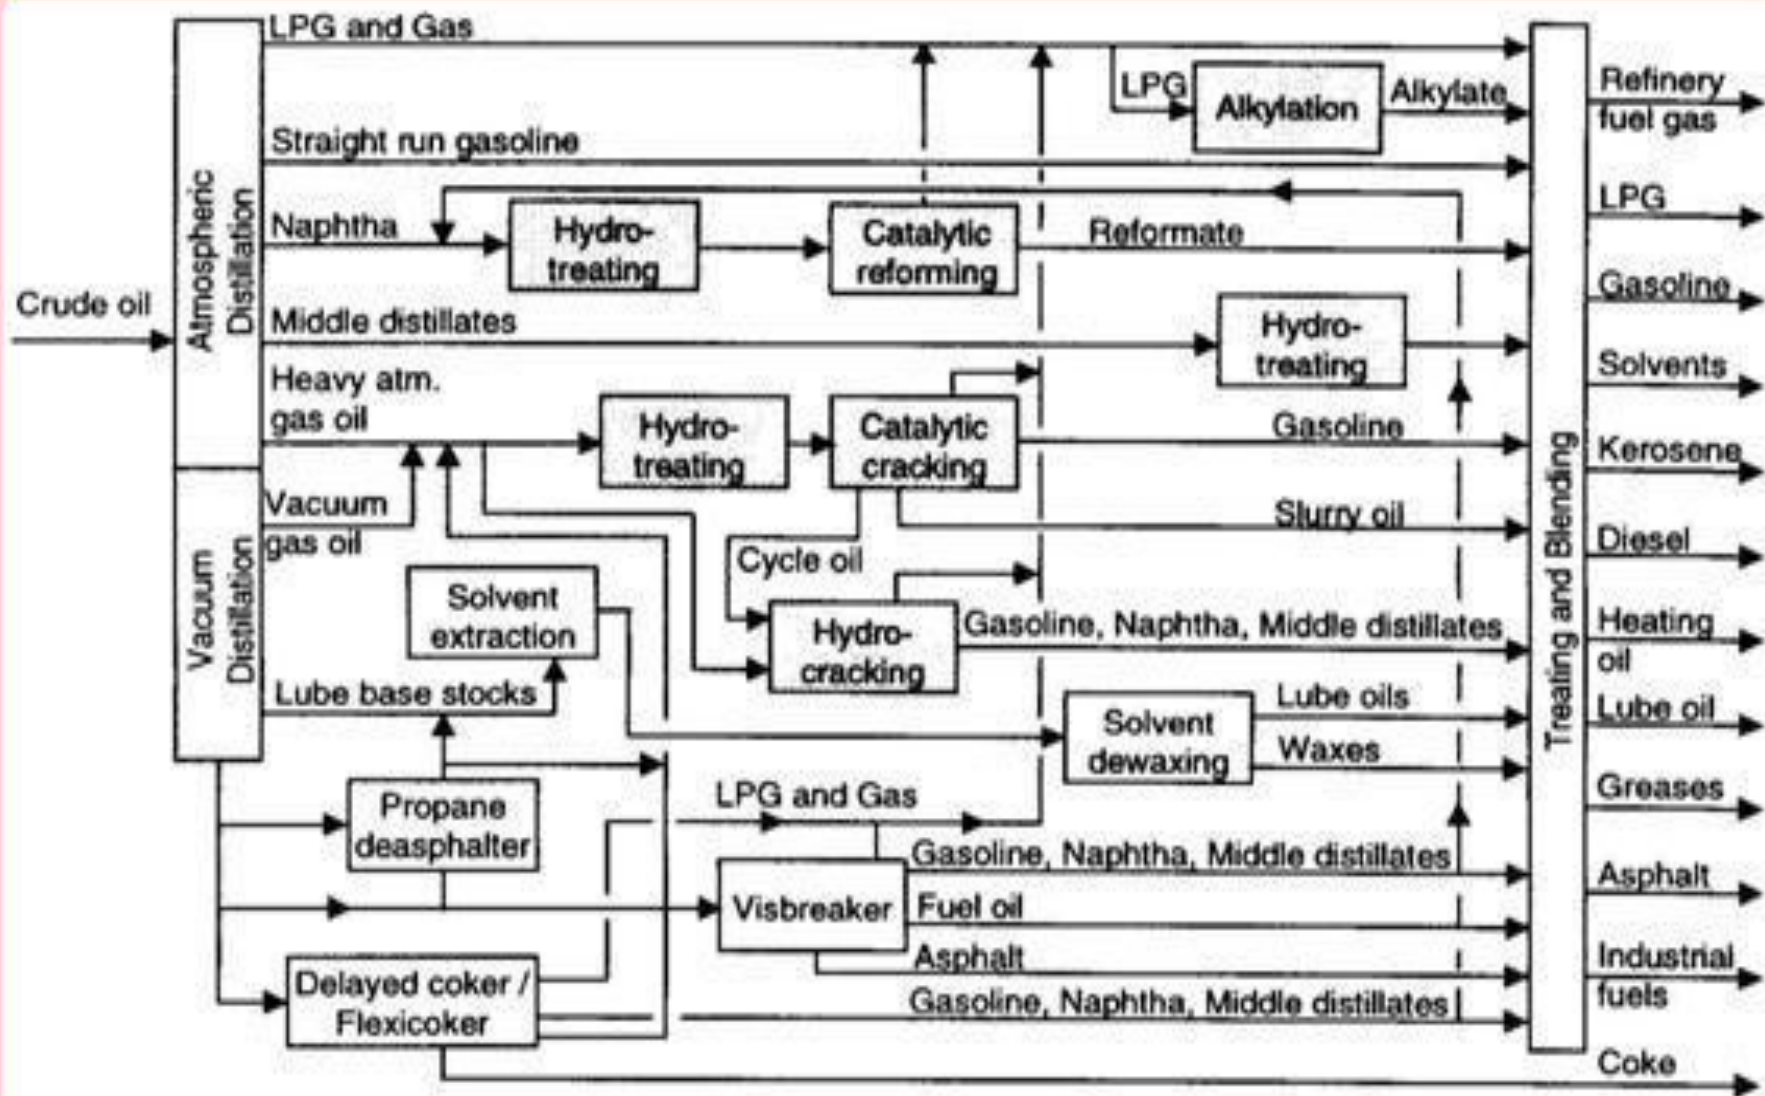 LPG and Gas
LPG
Alkylation
Alkylate
Refinery
fuel gas
Straight run gasoline
LPG
Naphtha
Hydro-
treating
Catalytic
reforming
Reformate
Gasoline
Crude oil
Atmospheric
Distillation
Middle distillates
Hydro-
treating
Solvents
Heavy atm.
gas oil
Hydro-
treating
Catalytic
cracking
Gasoline
Kerosene
Vacuum
gas oil
Slurry oil
Treating and Blending
Diesel
Vacuum
Distillation
Cycle oil
Solvent
extraction
Hydro-
cracking
Gasoline, Naphtha, Middle distillates
Heating
oil
Lube base stocks
Solvent
dewaxing
Lube oils
Waxes
Lube oil
Propane
deasphalter
LPG and Gas
Greases
Gasoline, Naphtha, Middle distillates
Visbreaker
Fuel oil
Asphalt
Asphalt
Delayed coker /
Flexicoker
Gasoline, Naphtha, Middle distillates
Industrial
fuels
Coke